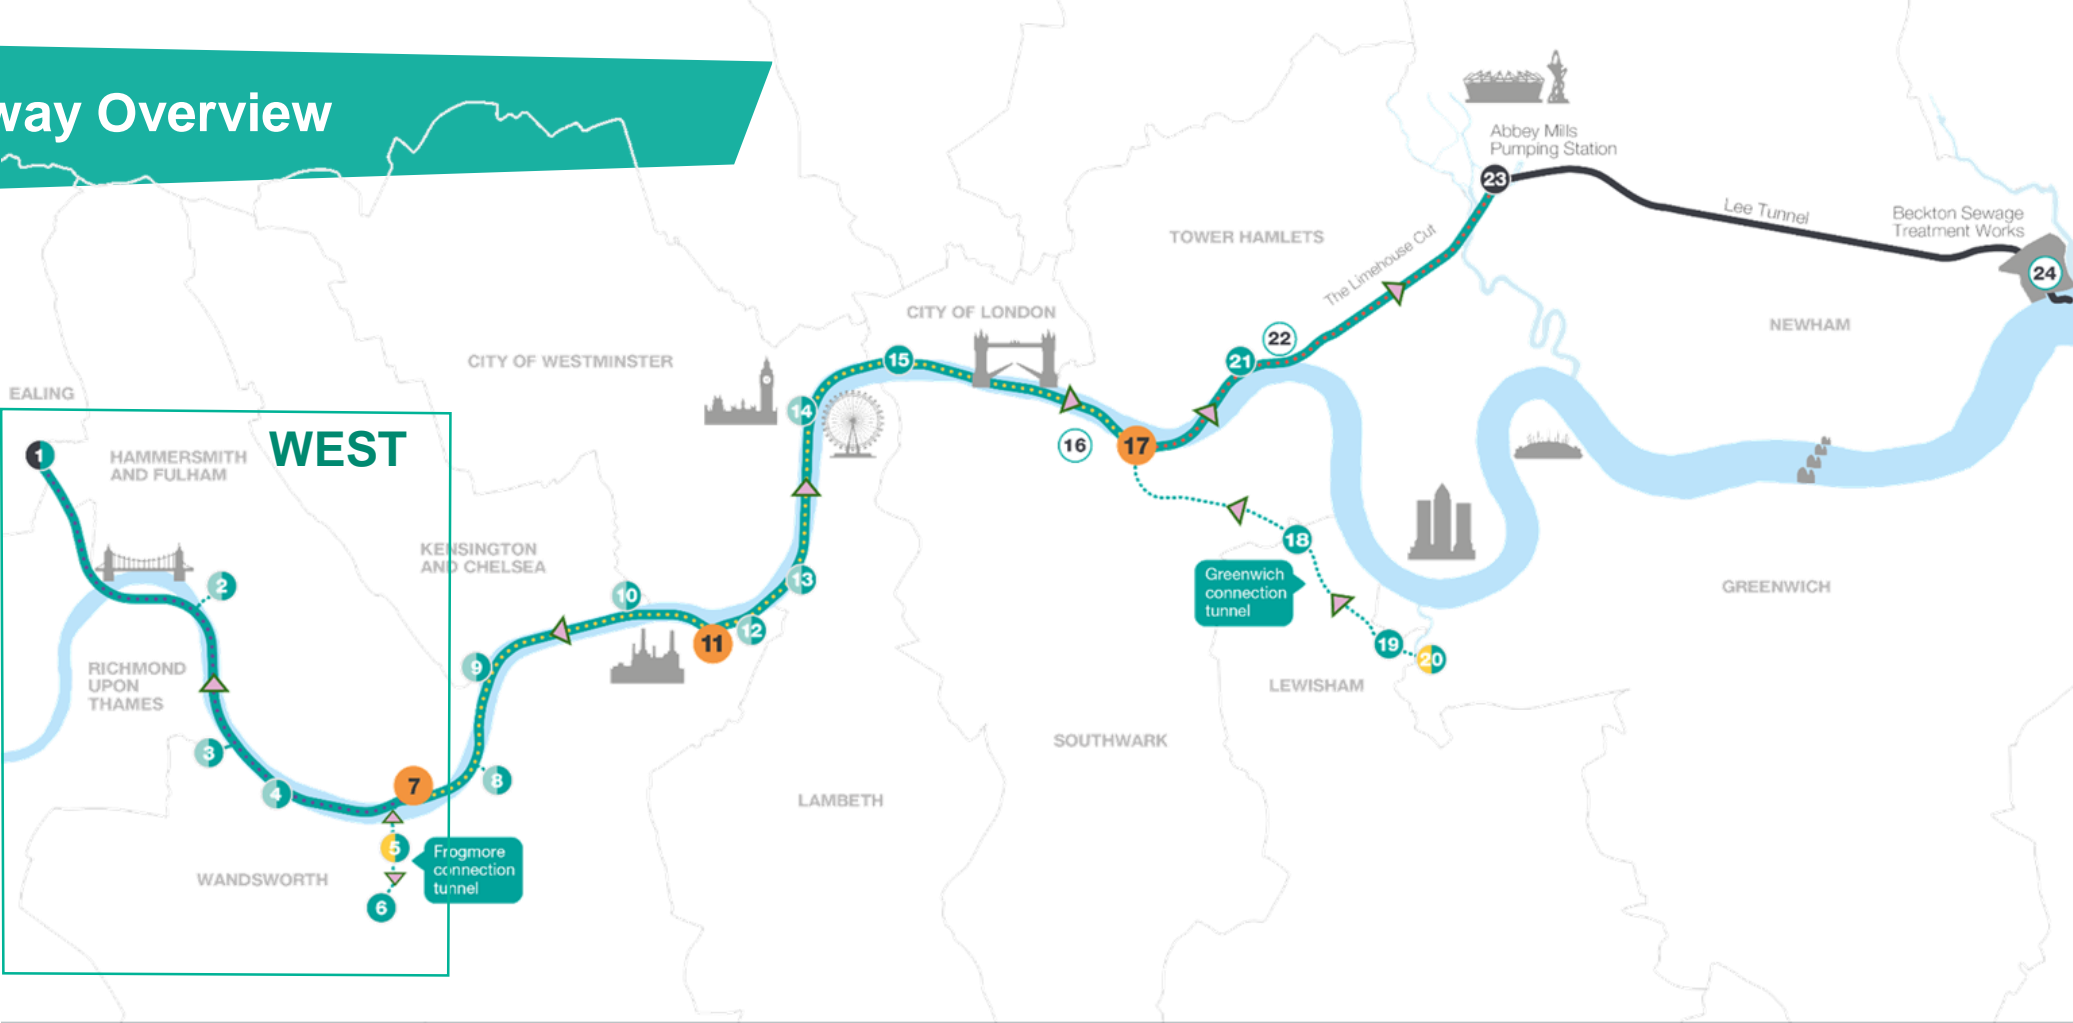 way Overview
Abbey Mills
Pumping Station
23
Lee Tunnel
Beckton Sewage
Treatment Works
24
TOWER HAMLETS
The Limehouse Cut
NEWHAM
CITY OF LONDON
22
21
15
CITY OF WESTMINSTER
EALING
14
WEST
16
17
1
HAMMERSMITH
AND FULHAM
18
KENSINGTON
AND CHELSEA
Greenwich
connection
tunnel
GREENWICH
2
10
13
12
11
19
20
9
RICHMOND
UPON
THAMES
LEWISHAM
SOUTHWARK
3
4
7
8
LAMBETH
5
Frogmore
connection
tunnel
WANDSWORTH
6